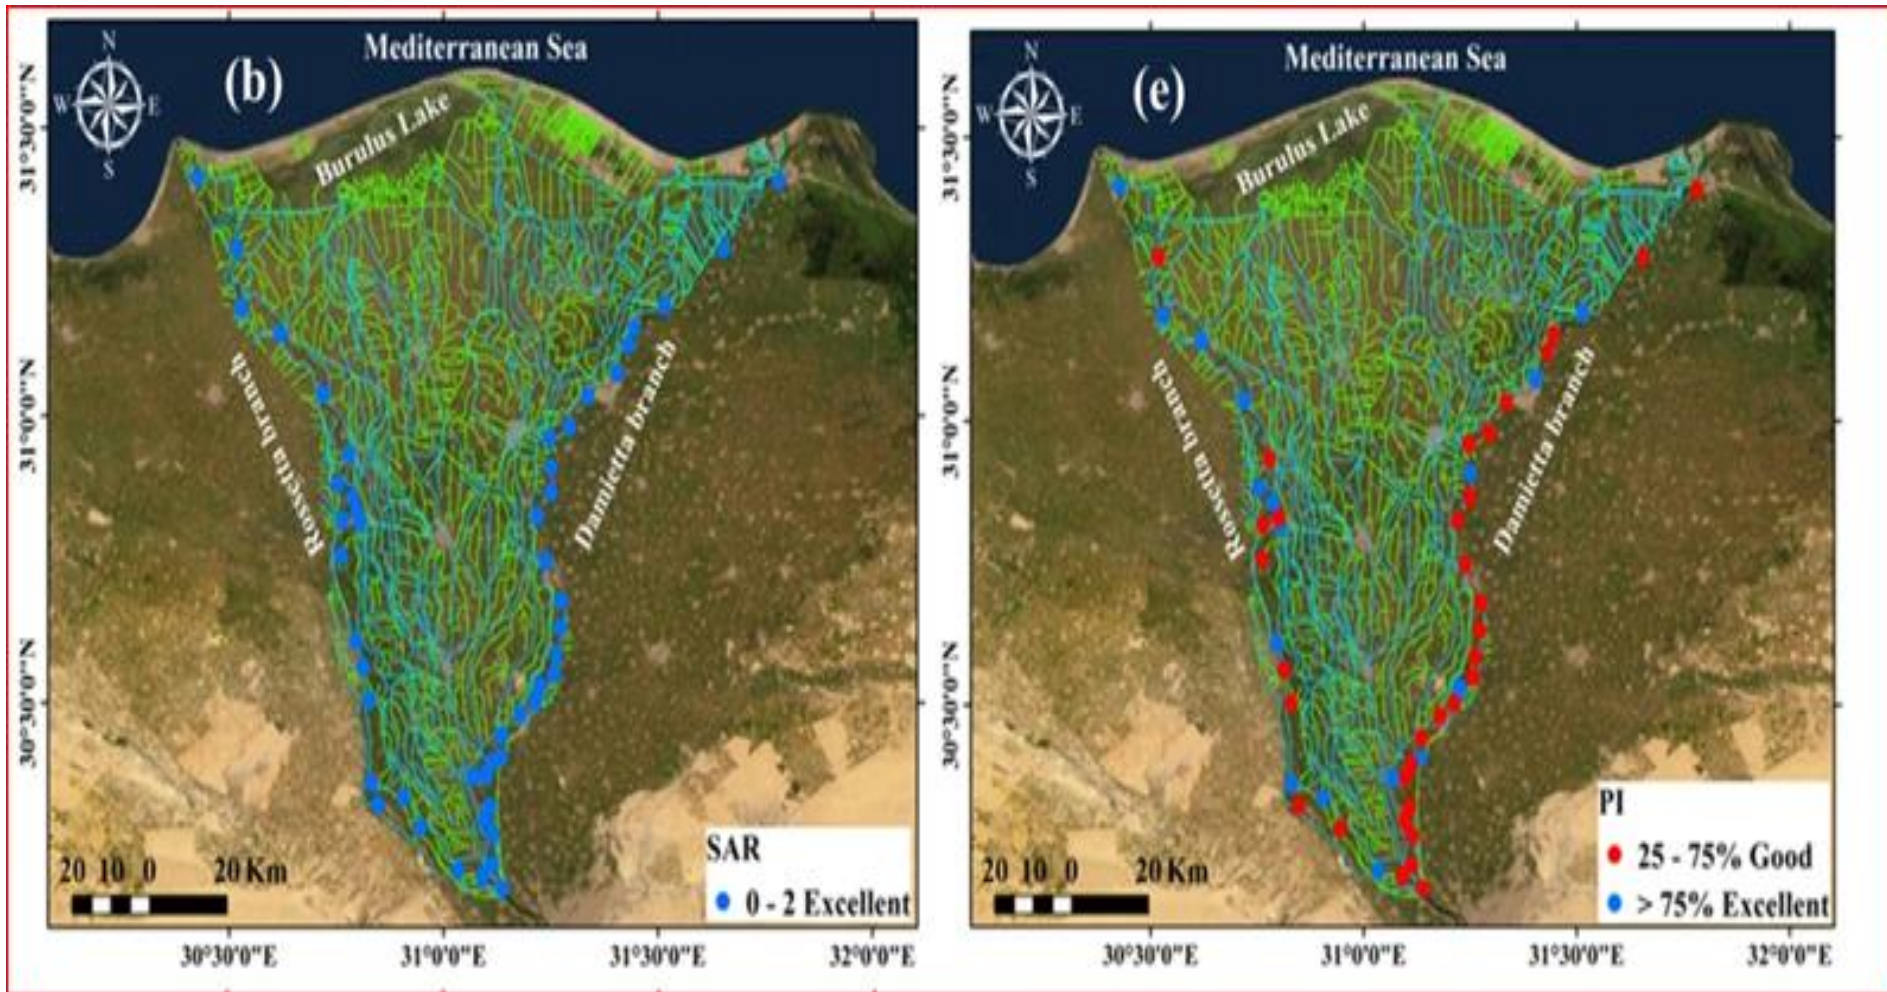 Mediterranean Sea
N
W
E
S
(b)
Burulus Lake
31°30'0"N
31°0'0"N
30°30'0"N
Rossetta branch
Damietta branch
SAR
0 - 2 Excellent
20 10 0 20 Km
30°30'0"E
31°0'0"E
31°30'0"E
32°0'0"E
Mediterranean Sea
N
W
E
S
(e)
Burulus Lake
31°30'0"N
31°0'0"N
30°30'0"N
Rossetta branch
Damietta branch
PI
25 - 75% Good
> 75% Excellent
20 10 0 20 Km
30°30'0"E
31°0'0"E
31°30'0"E
32°0'0"E